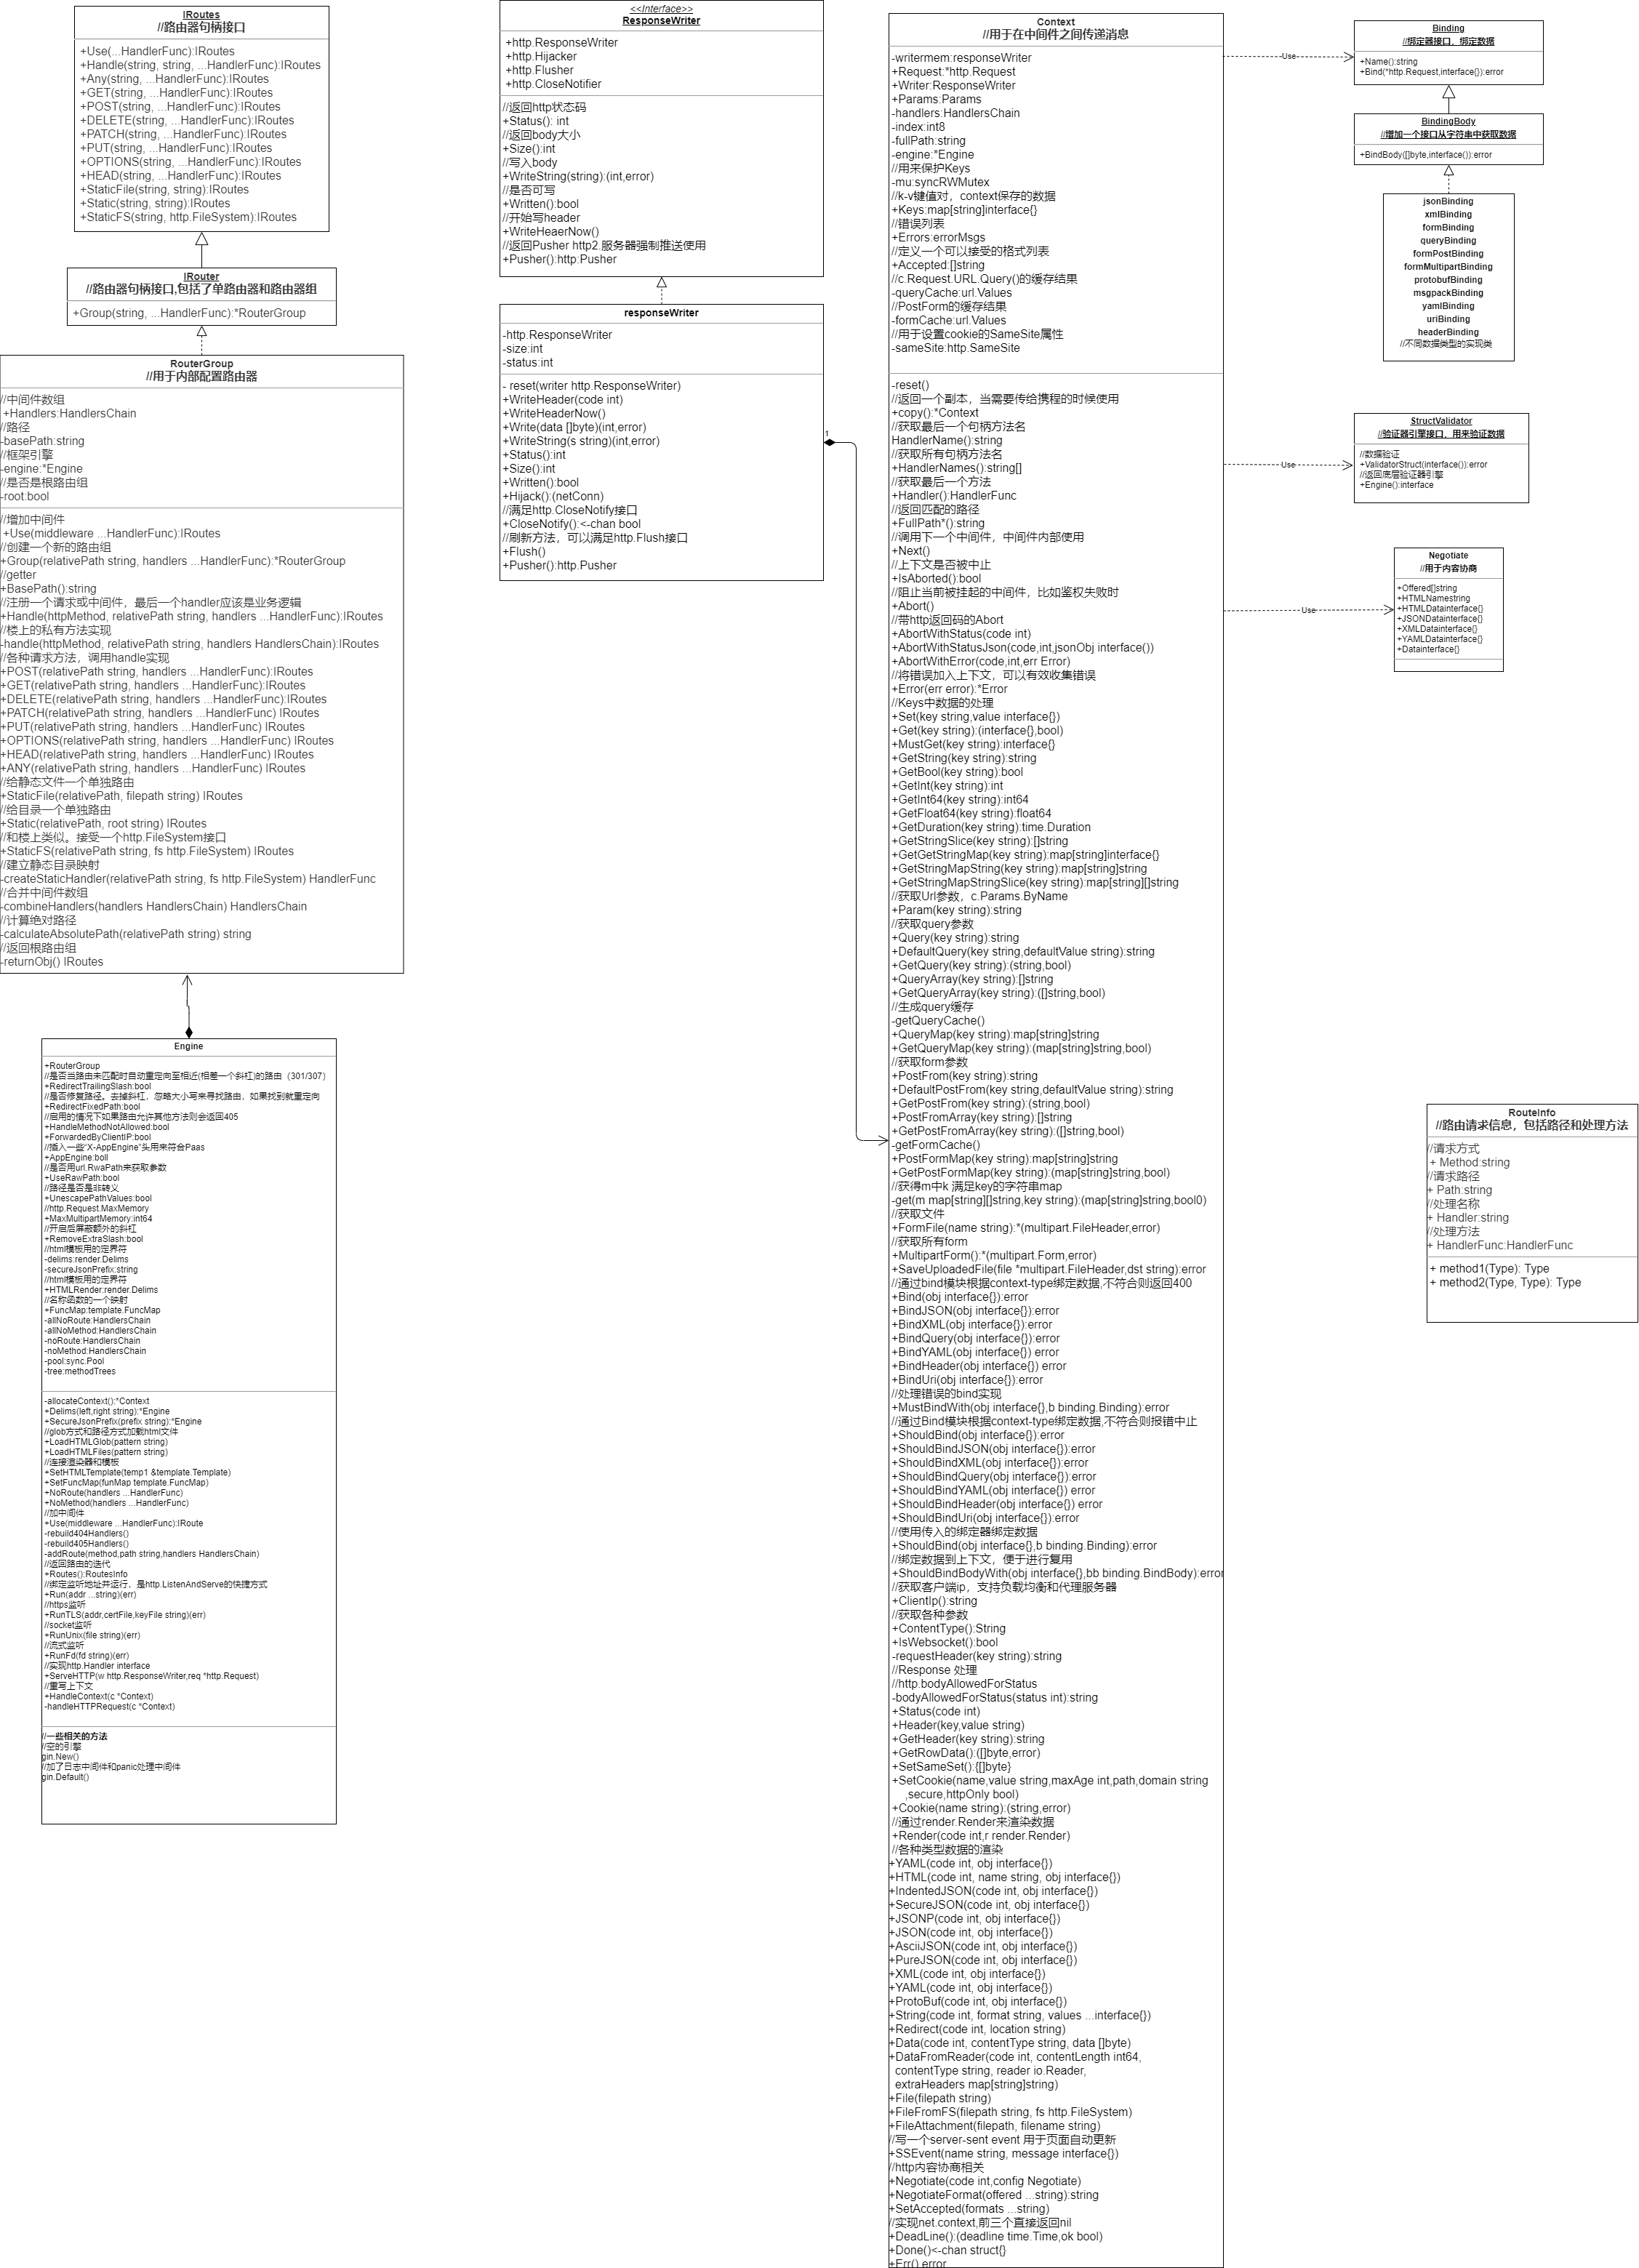 IRoutes
//路由器句柄接口
+Use(...HandlerFunc):IRoutes
+Handle(string, string, ...HandlerFunc):IRoutes
+Any(string, ...HandlerFunc):IRoutes
+GET(string, ...HandlerFunc):IRoutes
+POST(string, ...HandlerFunc):IRoutes
+DELETE(string, ...HandlerFunc):IRoutes
+PATCH(string, ...HandlerFunc):IRoutes
+PUT(string, ...HandlerFunc):IRoutes
+OPTIONS(string, ...HandlerFunc):IRoutes
+HEAD(string, ...HandlerFunc):IRoutes
+StaticFile(string, string):IRoutes
+Static(string, string):IRoutes
+StaticFS(string, http.FileSystem):IRoutes
IRouter
//路由器句柄接口,包括了单路由器和路由器组
+Group(string, ...HandlerFunc):*RouterGroup
RouterGroup
//用于内部配置路由器
//中间件数组
+Handlers:HandlersChain
//路径
-basePath:string
//框架引擎
-engine:*Engine
//是否是根路由组
-root:bool
//增加中间件
+Use(middleware ...HandlerFunc):IRoutes
//创建一个新的路由组
+Group(relativePath string, handlers ...HandlerFunc):*RouterGroup
//getter
+BasePath():string
//注册一个请求或中间件，最后一个handler应该是业务逻辑
+Handle(httpMethod, relativePath string, handlers ...HandlerFunc):IRoutes
//楼上的私有方法实现
-handle(httpMethod, relativePath string, handlers HandlersChain):IRoutes
//各种请求方法，调用handle实现
+POST(relativePath string, handlers ...HandlerFunc):IRoutes
+GET(relativePath string, handlers ...HandlerFunc):IRoutes
+DELETE(relativePath string, handlers ...HandlerFunc):IRoutes
+PATCH(relativePath string, handlers ...HandlerFunc) IRoutes
+PUT(relativePath string, handlers ...HandlerFunc) IRoutes
+OPTIONS(relativePath string, handlers ...HandlerFunc) IRoutes
+HEAD(relativePath string, handlers ...HandlerFunc) IRoutes
+ANY(relativePath string, handlers ...HandlerFunc) IRoutes
//给静态文件一个单独路由
+StaticFile(relativePath, filepath string) IRoutes
//给目录一个单独路由
+Static(relativePath, root string) IRoutes
//和楼上类似。接受一个http.FileSystem接口
+StaticFS(relativePath string, fs http.FileSystem) IRoutes
//建立静态目录映射
-createStaticHandler(relativePath string, fs http.FileSystem) HandlerFunc
//合并中间件数组
-combineHandlers(handlers HandlersChain) HandlersChain
//计算绝对路径
-calculateAbsolutePath(relativePath string) string
//返回根路由组
-returnObj() IRoutes
Engine
+RouterGroup
//是否当路由未匹配时自动重定向至相近(相差一个斜杠)的路由（301/307）
+RedirectTrailingSlash:bool
//是否修复路径。去掉斜杠，忽略大小写来寻找路由，如果找到就重定向
+RedirectFixedPath:bool
//启用的情况下如果路由允许其他方法则会返回405
+HandleMethodNotAllowed:bool
+ForwardedByClientIP:bool
//插入一些“X-AppEngine”头用来符合Paas
+AppEngine:boll
//是否用url.RwaPath来获取参数
+UseRawPath:bool
//路径是否是非转义
+UnescapePathValues:bool
//http.Request.MaxMemory
+MaxMultipartMemory:int64
//开启后屏蔽额外的斜杠
+RemoveExtraSlash:bool
//html模板用的定界符
-delims:render.Delims
-secureJsonPrefix:string
//html模板用的定界符
+HTMLRender:render.Delims
//名称函数的一个映射
+FuncMap:template.FuncMap
-allNoRoute:HandlersChain
-allNoMethod:HandlersChain
-noRoute:HandlersChain
-noMethod:HandlersChain
-pool:sync.Pool
-tree:methodTrees
-allocateContext():*Context
+Delims(left,right string):*Engine
+SecureJsonPrefix(prefix string):*Engine
//glob方式和路径方式加载html文件
+LoadHTMLGlob(pattern string)
+LoadHTMLFiles(pattern string)
//连接渲染器和模板
+SetHTMLTemplate(temp1 &template.Template)
+SetFuncMap(funMap template.FuncMap)
+NoRoute(handlers ...HandlerFunc)
+NoMethod(handlers ...HandlerFunc)
//加中间件
+Use(middleware ...HandlerFunc):IRoute
-rebuild404Handlers()
-rebuild405Handlers()
-addRoute(method,path string,handlers HandlersChain)
//返回路由的迭代
+Routes():RoutesInfo
//绑定监听地址并运行，是http.ListenAndServe的快捷方式
+Run(addr ...string)(err)
//https监听
+RunTLS(addr,certFile,keyFile string)(err)
//socket监听
+RunUnix(file string)(err)
//流式监听
+RunFd(fd string)(err)
//实现http.Handler interface
+ServeHTTP(w http.ResponseWriter,req *http.Request)
//重写上下文
+HandleContext(c *Context)
-handleHTTPRequest(c *Context)
//一些相关的方法
//空的引擎
gin.New()
//加了日志中间件和panic处理中间件
gin.Default()
<<Interface>>
ResponseWriter
+http.ResponseWriter
+http.Hijacker
+http.Flusher
+http.CloseNotifier
//返回http状态码
+Status(): int
//返回body大小
+Size():int
//写入body
+WriteString(string):(int,error)
//是否可写
+Written():bool
//开始写header
+WriteHeaerNow()
//返回Pusher http2.服务器强制推送使用
+Pusher():http:Pusher
responseWriter
-http.ResponseWriter
-size:int
-status:int
- reset(writer http.ResponseWriter)
+WriteHeader(code int)
+WriteHeaderNow()
+Write(data []byte)(int,error)
+WriteString(s string)(int,error)
+Status():int
+Size():int
+Written():bool
+Hijack():(netConn)
//满足http.CloseNotify接口
+CloseNotify():<-chan bool
//刷新方法，可以满足http.Flush接口
+Flush()
+Pusher():http.Pusher
1
Context
//用于在中间件之间传递消息
-writermem:responseWriter
+Request:*http.Request
+Writer:ResponseWriter
+Params:Params
-handlers:HandlersChain
-index:int8
-fullPath:string
-engine:*Engine
//用来保护Keys
-mu:syncRWMutex
//k-v键值对，context保存的数据
+Keys:map[string]interface{}
//错误列表
+Errors:errorMsgs
//定义一个可以接受的格式列表
+Accepted:[]string
//c.Request.URL.Query()的缓存结果
-queryCache:url.Values
//PostForm的缓存结果
-formCache:url.Values
//用于设置cookie的SameSite属性
-sameSite:http.SameSite
-reset()
//返回一个副本，当需要传给携程的时候使用
+copy():*Context
//获取最后一个句柄方法名
HandlerName():string
//获取所有句柄方法名
+HandlerNames():string[]
//获取最后一个方法
+Handler():HandlerFunc
//返回匹配的路径
+FullPath*():string
//调用下一个中间件，中间件内部使用
+Next()
//上下文是否被中止
+IsAborted():bool
//阻止当前被挂起的中间件，比如鉴权失败时
+Abort()
//带http返回码的Abort
+AbortWithStatus(code int)
+AbortWithStatusJson(code,int,jsonObj interface())
+AbortWithError(code,int,err Error)
//将错误加入上下文，可以有效收集错误
+Error(err error):*Error
//Keys中数据的处理
+Set(key string,value interface{})
+Get(key string):(interface{},bool)
+MustGet(key string):interface{}
+GetString(key string):string
+GetBool(key string):bool
+GetInt(key string):int
+GetInt64(key string):int64
+GetFloat64(key string):float64
+GetDuration(key string):time.Duration
+GetStringSlice(key string):[]string
+GetGetStringMap(key string):map[string]interface{}
+GetStringMapString(key string):map[string]string
+GetStringMapStringSlice(key string):map[string][]string
//获取Url参数，c.Params.ByName
+Param(key string):string
//获取query参数
+Query(key string):string
+DefaultQuery(key string,defaultValue string):string
+GetQuery(key string):(string,bool)
+QueryArray(key string):[]string
+GetQueryArray(key string):([]string,bool)
//生成query缓存
-getQueryCache()
+QueryMap(key string):map[string]string
+GetQueryMap(key string):(map[string]string,bool)
//获取form参数
+PostFrom(key string):string
+DefaultPostFrom(key string,defaultValue string):string
+GetPostFrom(key string):(string,bool)
+PostFromArray(key string):[]string
+GetPostFromArray(key string):([]string,bool)
-getFormCache()
+PostFormMap(key string):map[string]string
+GetPostFormMap(key string):(map[string]string,bool)
//获得m中k 满足key的字符串map
-get(m map[string][]string,key string):(map[string]string,bool0)
//获取文件
+FormFile(name string):*(multipart.FileHeader,error)
//获取所有form
+MultipartForm():*(multipart.Form,error)
+SaveUploadedFile(file *multipart.FileHeader,dst string):error
//通过bind模块根据context-type绑定数据,不符合则返回400
+Bind(obj interface{}):error
+BindJSON(obj interface{}):error
+BindXML(obj interface{}):error
+BindQuery(obj interface{}):error
+BindYAML(obj interface{}) error
+BindHeader(obj interface{}) error
+BindUri(obj interface{}):error
//处理错误的bind实现
+MustBindWith(obj interface{},b binding.Binding):error
//通过Bind模块根据context-type绑定数据,不符合则报错中止
+ShouldBind(obj interface{}):error
+ShouldBindJSON(obj interface{}):error
+ShouldBindXML(obj interface{}):error
+ShouldBindQuery(obj interface{}):error
+ShouldBindYAML(obj interface{}) error
+ShouldBindHeader(obj interface{}) error
+ShouldBindUri(obj interface{}):error
//使用传入的绑定器绑定数据
+ShouldBind(obj interface{},b binding.Binding):error
//绑定数据到上下文，便于进行复用
+ShouldBindBodyWith(obj interface{},bb binding.BindBody):error
//获取客户端ip，支持负载均衡和代理服务器
+ClientIp():string
//获取各种参数
+ContentType():String
+IsWebsocket():bool
-requestHeader(key string):string
//Response 处理
//http.bodyAllowedForStatus
-bodyAllowedForStatus(status int):string
+Status(code int)
+Header(key,value string)
+GetHeader(key string):string
+GetRowData():([]byte,error)
+SetSameSet():{[]byte}
+SetCookie(name,value string,maxAge int,path,domain string
,secure,httpOnly bool)
+Cookie(name string):(string,error)
//通过render.Render来渲染数据
+Render(code int,r render.Render)
//各种类型数据的渲染
+YAML(code int, obj interface{})
+HTML(code int, name string, obj interface{})
+IndentedJSON(code int, obj interface{})
+SecureJSON(code int, obj interface{})
+JSONP(code int, obj interface{})
+JSON(code int, obj interface{})
+AsciiJSON(code int, obj interface{})
+PureJSON(code int, obj interface{})
+XML(code int, obj interface{})
+YAML(code int, obj interface{})
+ProtoBuf(code int, obj interface{})
+String(code int, format string, values ...interface{})
+Redirect(code int, location string)
+Data(code int, contentType string, data []byte)
+DataFromReader(code int, contentLength int64,
contentType string, reader io.Reader,
extraHeaders map[string]string)
+File(filepath string)
+FileFromFS(filepath string, fs http.FileSystem)
+FileAttachment(filepath, filename string)
//写一个server-sent event 用于页面自动更新
+SSEvent(name string, message interface{})
//http内容协商相关
+Negotiate(code int,config Negotiate)
+NegotiateFormat(offered ...string):string
+SetAccepted(formats ...string)
//实现net.context,前三个直接返回nil
+DeadLine():(deadline time.Time,ok bool)
+Done()<-chan struct{}
+Err() error
Use
Use
Use
Binding
//绑定器接口，绑定数据
+Name():string
+Bind(*http.Request,interface{}):error
BindingBody
//增加一个接口从字符串中获取数据
+BindBody([]byte,interface()):error
jsonBinding
xmlBinding
formBinding
queryBinding
formPostBinding
formMultipartBinding
protobufBinding
msgpackBinding
yamlBinding
uriBinding
headerBinding
//不同数据类型的实现类
StructValidator
//验证器引擎接口，用来验证数据
//数据验证
+ValidatorStruct(interface()):error
//返回底层验证器引擎
+Engine():interface
Negotiate
//用于内容协商
+Offered[]string
+HTMLNamestring
+HTMLDatainterface{}
+JSONDatainterface{}
+XMLDatainterface{}
+YAMLDatainterface{}
+Datainterface{}
RouteInfo
//路由请求信息，包括路径和处理方法
//请求方式
+ Method:string
//请求路径
+ Path:string
//处理名称
+ Handler:string
//处理方法
+ HandlerFunc:HandlerFunc
+ method1(Type): Type
+ method2(Type, Type): Type